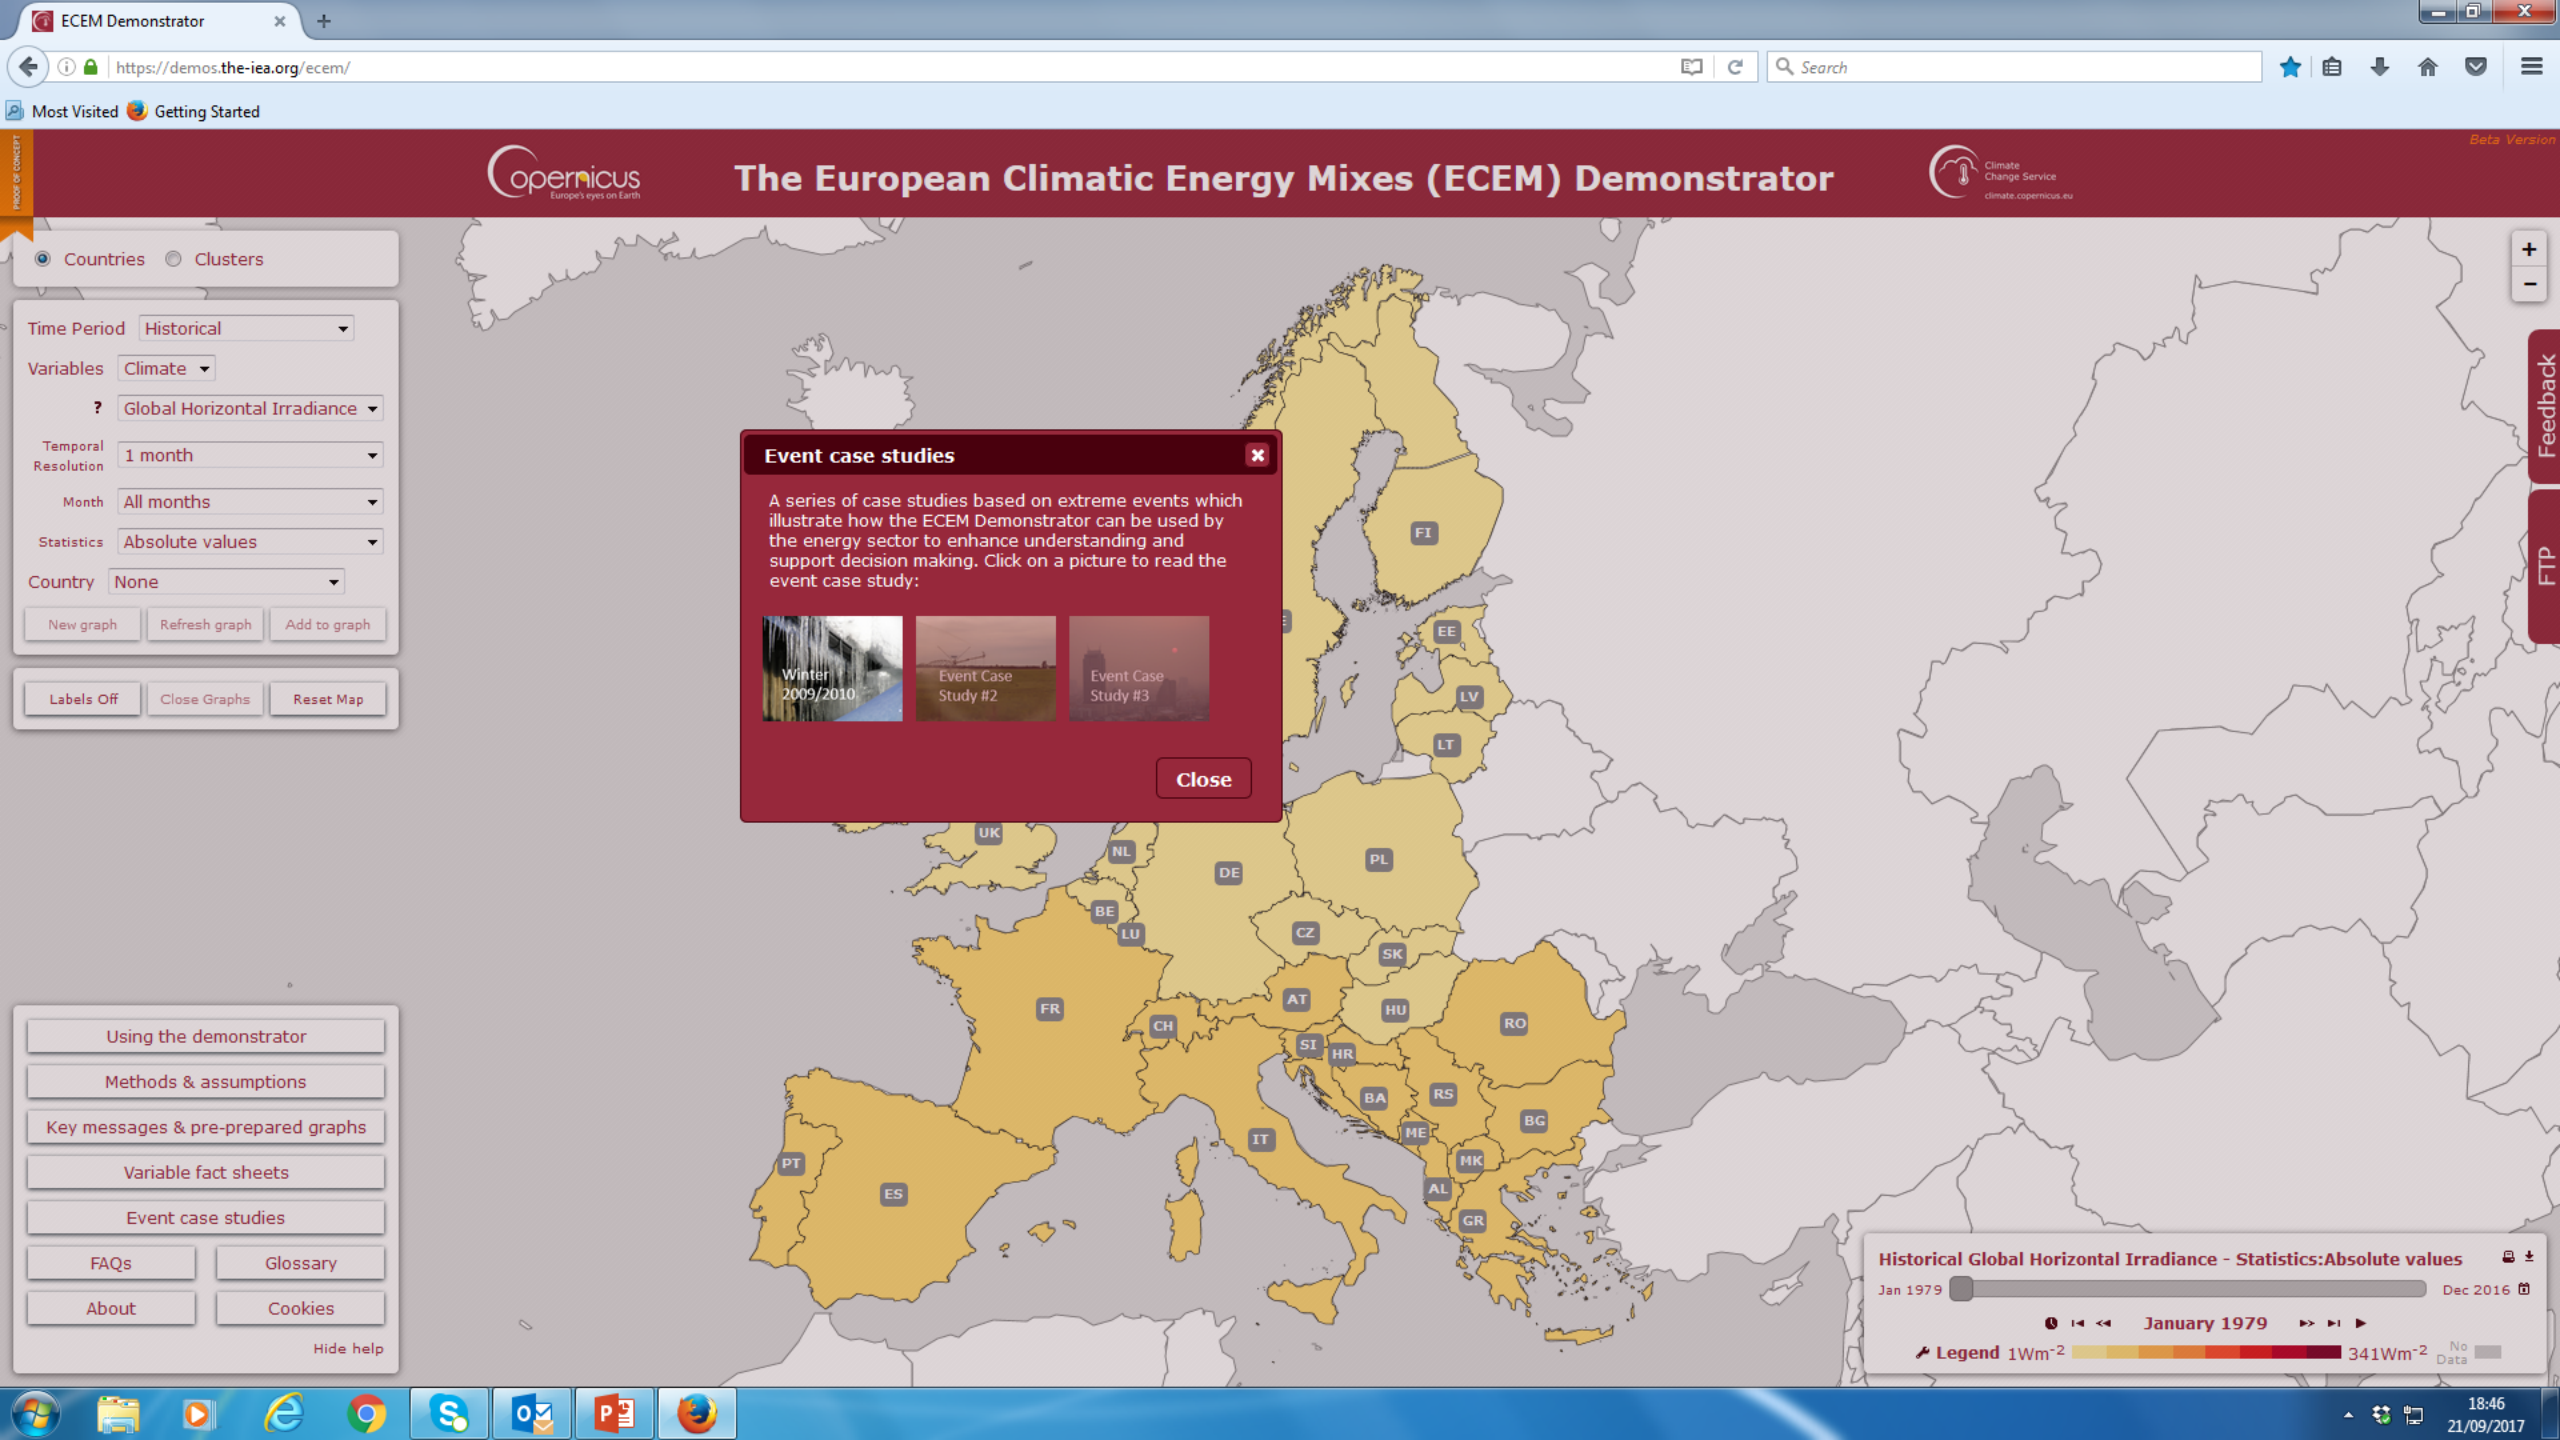 ECEM Demonstrator
https://demos.the-iea.org/ecem/
Search
Most Visited
Getting Started
PROOF OF CONCEPT
opernicus
Europe's eyes on Earth
The European Climatic Energy Mixes (ECEM) Demonstrator
Climate
Change Service
climate.copernicus.eu
Beta Version
Countries
Clusters
Time Period Historical
Variables Climate
? Global Horizontal Irradiance
Temporal
Resolution
1 month
Month All months
Statistics Absolute values
Country None
New graph
Refresh graph
Add to graph
Labels Off
Close Graphs
Reset Map
+
-
Feedback
FTP
Event case studies
A series of case studies based on extreme events which
illustrate how the ECEM Demonstrator can be used by
the energy sector to enhance understanding and
support decision making. Click on a picture to read the
event case study:
Winter
2009/2010
Event Case
Study #2
Event Case
Study #3
Close
FI
EE
LV
LT
UK
NL
DE
PL
BE
LU
CZ
SK
FR
CH
AT
HU
RO
SI
HR
BA
RS
BG
ME
IT
MK
PT
AL
ES
GR
Using the demonstrator
Methods & assumptions
Key messages & pre-prepared graphs
Variable fact sheets
Event case studies
FAQs
Glossary
About
Cookies
Hide help
Historical Global Horizontal Irradiance - Statistics:Absolute values
Jan 1979
Dec 2016
January 1979
Legend 1Wm-2
341Wm-2
No
Data
18:46
21/09/2017